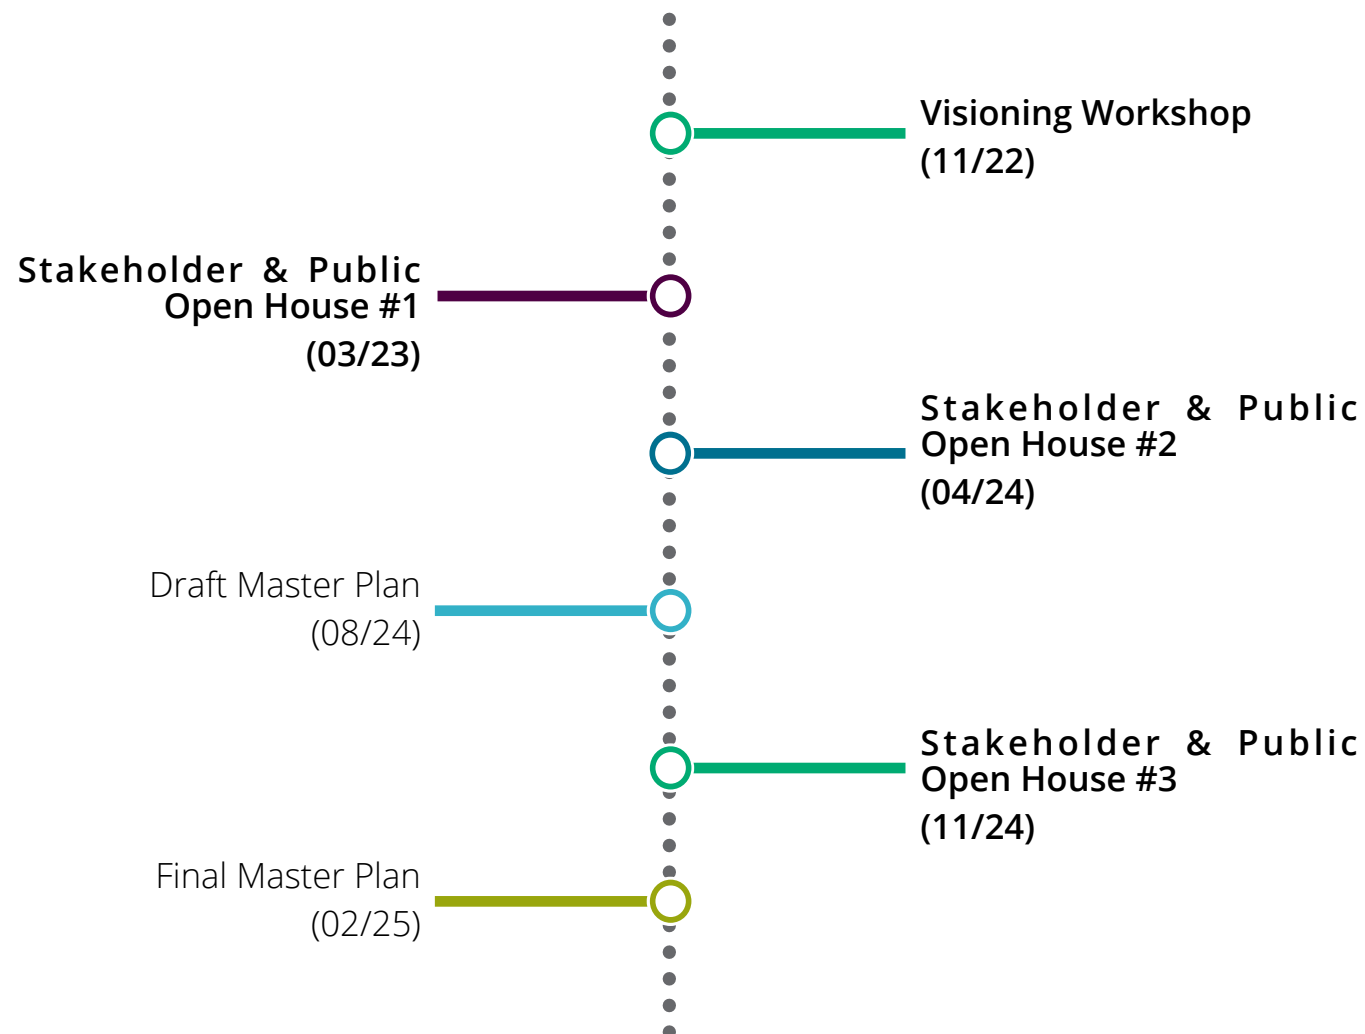 Visioning Workshop
(11/22)
Stakeholder & Public
Open House #1
(03/23)
Stakeholder & Public
Open House #2
(04/24)
Draft Master Plan
(08/24)
Stakeholder & Public
Open House #3
(11/24)
Final Master Plan
(02/25)